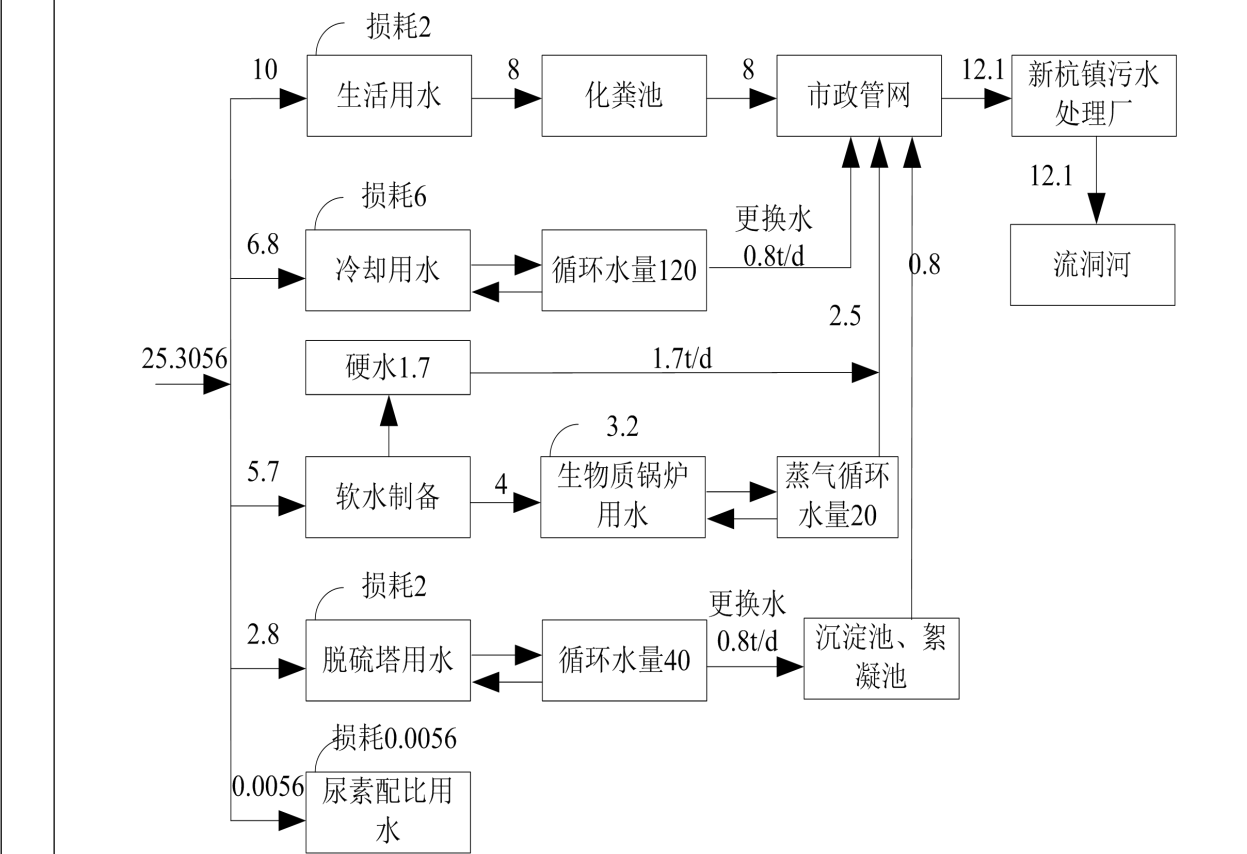 损耗2
10
生活用水
8
化粪池
8
市政管网
12.1
新杭镇污水
处理厂
12.1
流洞河
损耗6
6.8
冷却用水
循环水量120
更换水
0.8t/d
0.8
2.5
25.3056
硬水1.7
1.7t/d
5.7
软水制备
4
3.2
生物质锅炉
用水
蒸气循环
水量20
损耗2
2.8
脱硫塔用水
循环水量40
更换水
0.8t/d
沉淀池、絮
凝池
损耗0.0056
0.0056
尿素配比用
水